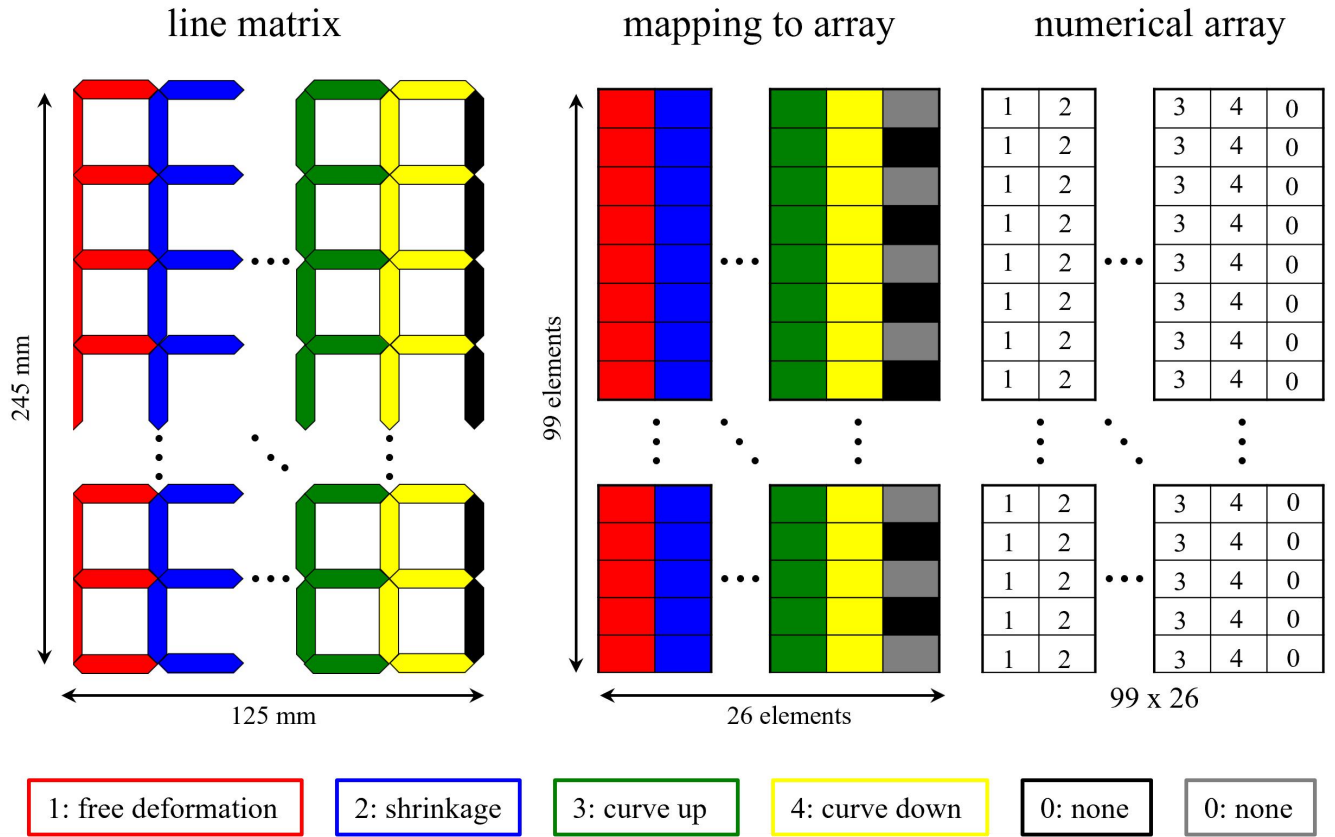 line matrix
mapping to array
numerical array
245 mm
125 mm
99 elements
26 elements
1 2 3 4 0
1 2 3 4 0
1 2 ••• 3 4 0
1 2 3 4 0
1 2 3 4 0
1 2 3 4 0
1 2 3 4 0
1 2 3 4 0
1 2 3 4 0
1 2 3 4 0
1 2 3 4 0
1 2 3 4 0
1 2 3 4 0
99 x 26
1: free deformation
2: shrinkage
3: curve up
4: curve down
0: none
0: none